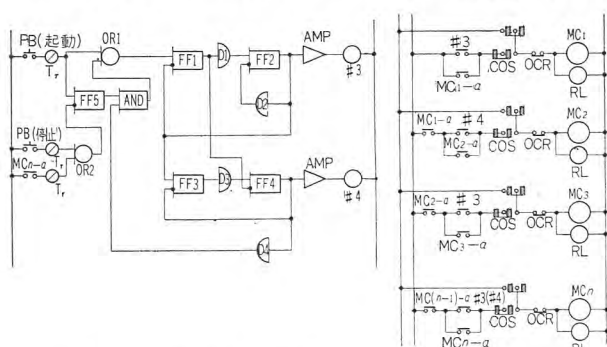 PB(起動)
OR1
Tr
FF1
D1
FF2
AMP
#3
D2
FF5
AND
PB(停止)
Tr
MCn-a
Tr
OR2
FF3
D3
FF4
AMP
#4
D4
#3
MC1-a
COS
OCR
MC1
RL
MC1-a
#4
MC2-a
COS
OCR
MC2
RL
MC2-a
#3
MC3-a
COS
OCR
MC3
RL
MC(n-1)-a
#3(#4)
MCn-a
COS
OCR
MCn
RL